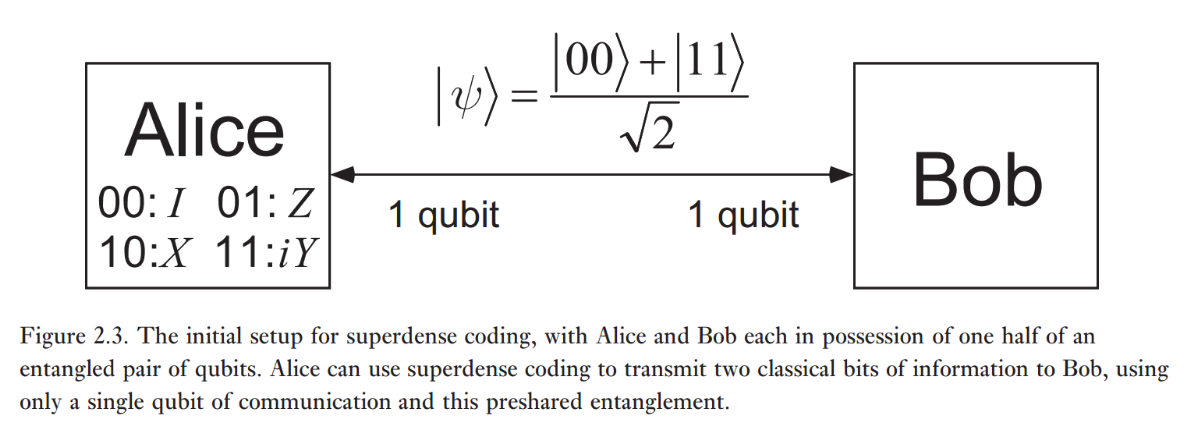 |ψ⟩ = (|00⟩+|11⟩)/√2
Alice
00: I 01: Z
10:X 11:iY
1 qubit
1 qubit
Bob
Figure 2.3. The initial setup for superdense coding, with Alice and Bob each in possession of one half of an
entangled pair of qubits. Alice can use superdense coding to transmit two classical bits of information to Bob, using
only a single qubit of communication and this preshared entanglement.